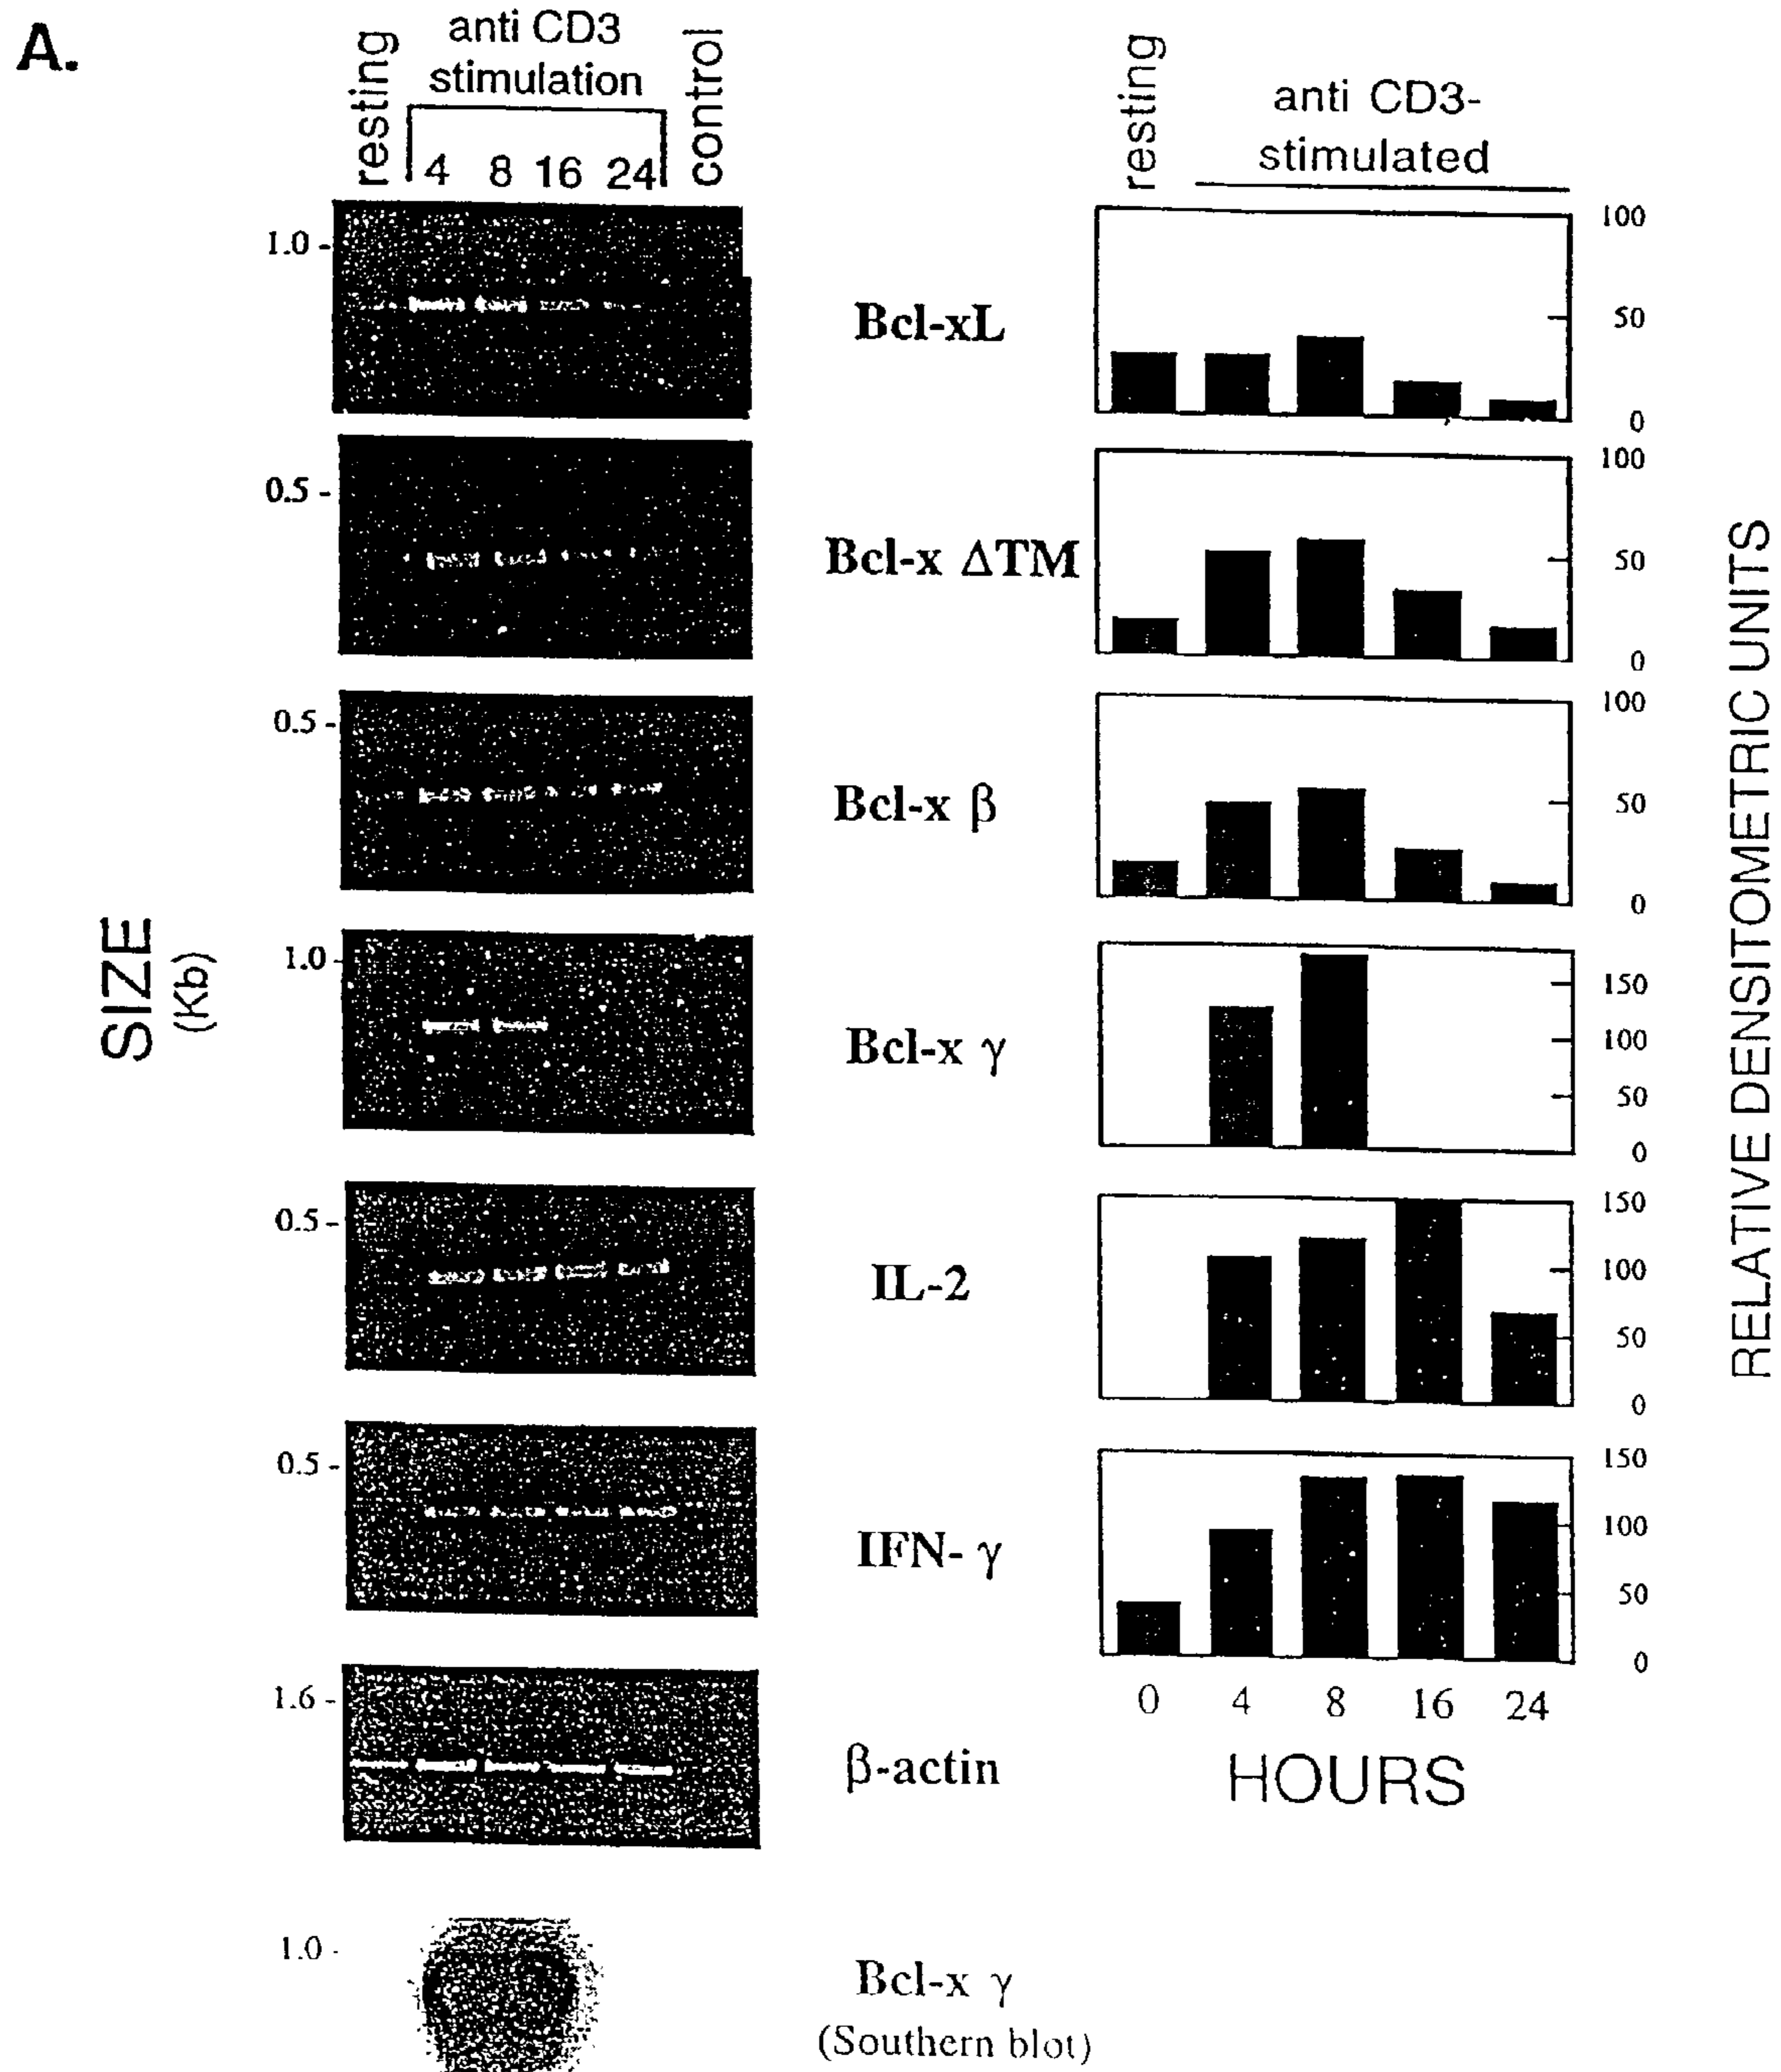 A.
resting
anti CD3
stimulation
4 8 16 24
control
resting
anti CD3-
stimulated
1.0 -
Bcl-xL
100
50
0
0.5 -
Bcl-x ΔTM
100
50
0
0.5 -
Bcl-x β
100
50
0
SIZE
(Kb)
1.0 -
Bcl-x γ
150
100
50
0
RELATIVE DENSITOMETRIC UNITS
0.5 -
IL-2
150
100
50
0
0.5 -
IFN- γ
150
100
50
0
0 4 8 16 24
HOURS
1.6 -
β-actin
1.0 -
Bcl-x γ
(Southern blot)